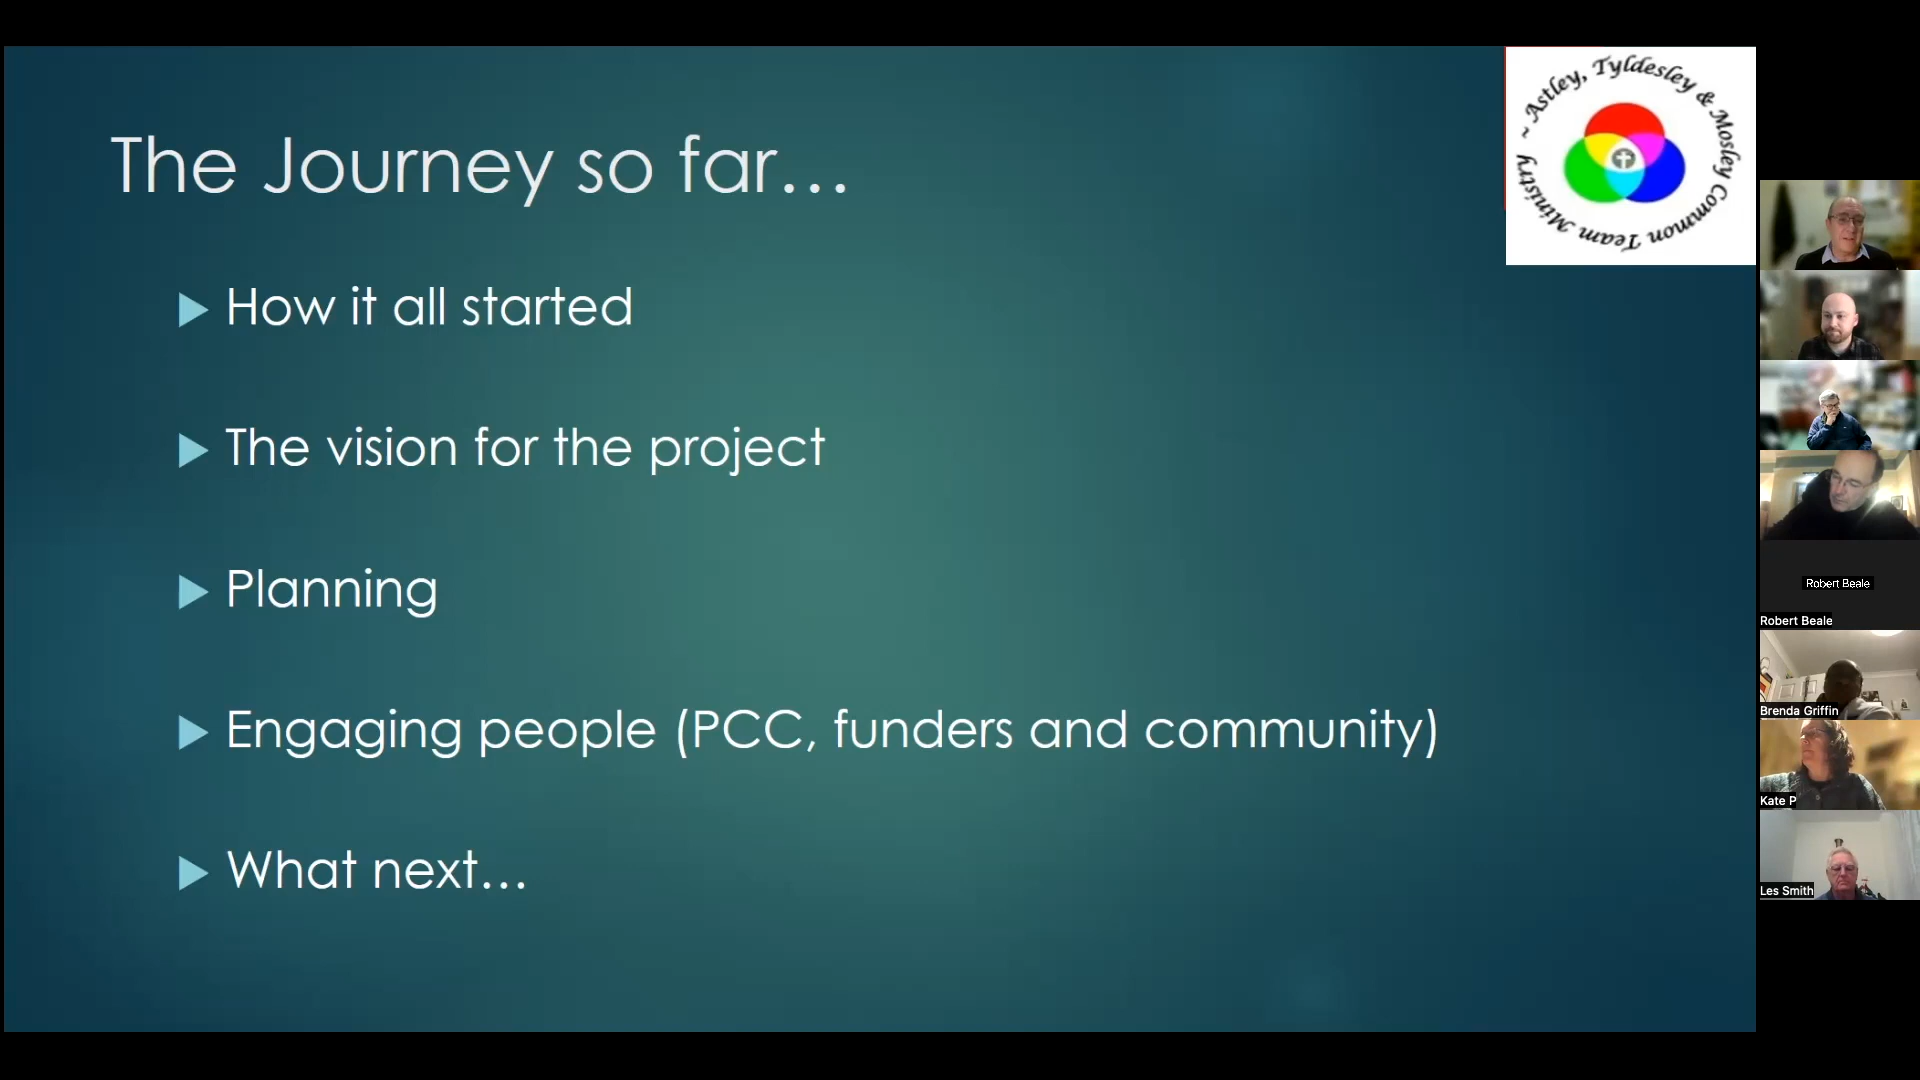 The Journey so far...
~ Astley, Tyldesley & Mosley Common Team Ministry
How it all started
The vision for the project
Planning
Engaging people (PCC, funders and community)
What next...
Robert Beale
Robert Beale
Brenda Griffin
Kate P
Les Smith